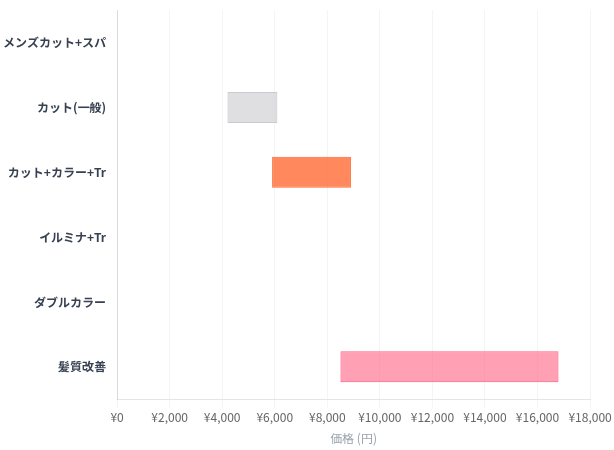 メンズカット+スパ
カット(一般)
カット+カラー+Tr
イルミナ+Tr
ダブルカラー
髪質改善
¥0 ¥2,000 ¥4,000 ¥6,000 ¥8,000 ¥10,000 ¥12,000 ¥14,000 ¥16,000 ¥18,000
価格 (円)